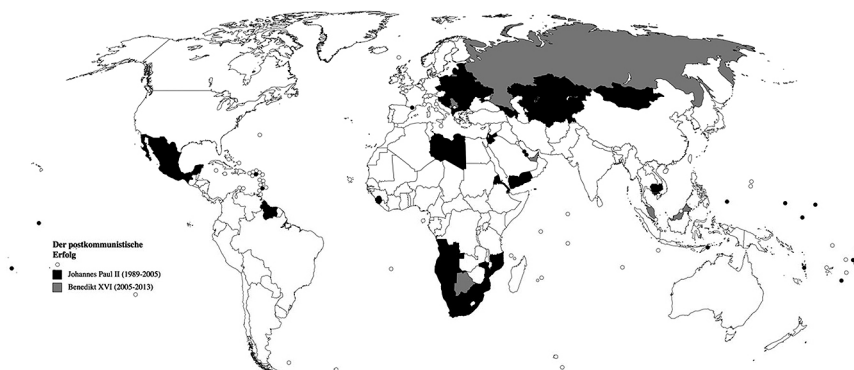 Der postkommunistische
Erfolg
Johannes Paul II (1989-2005)
Benedikt XVI (2005-2013)